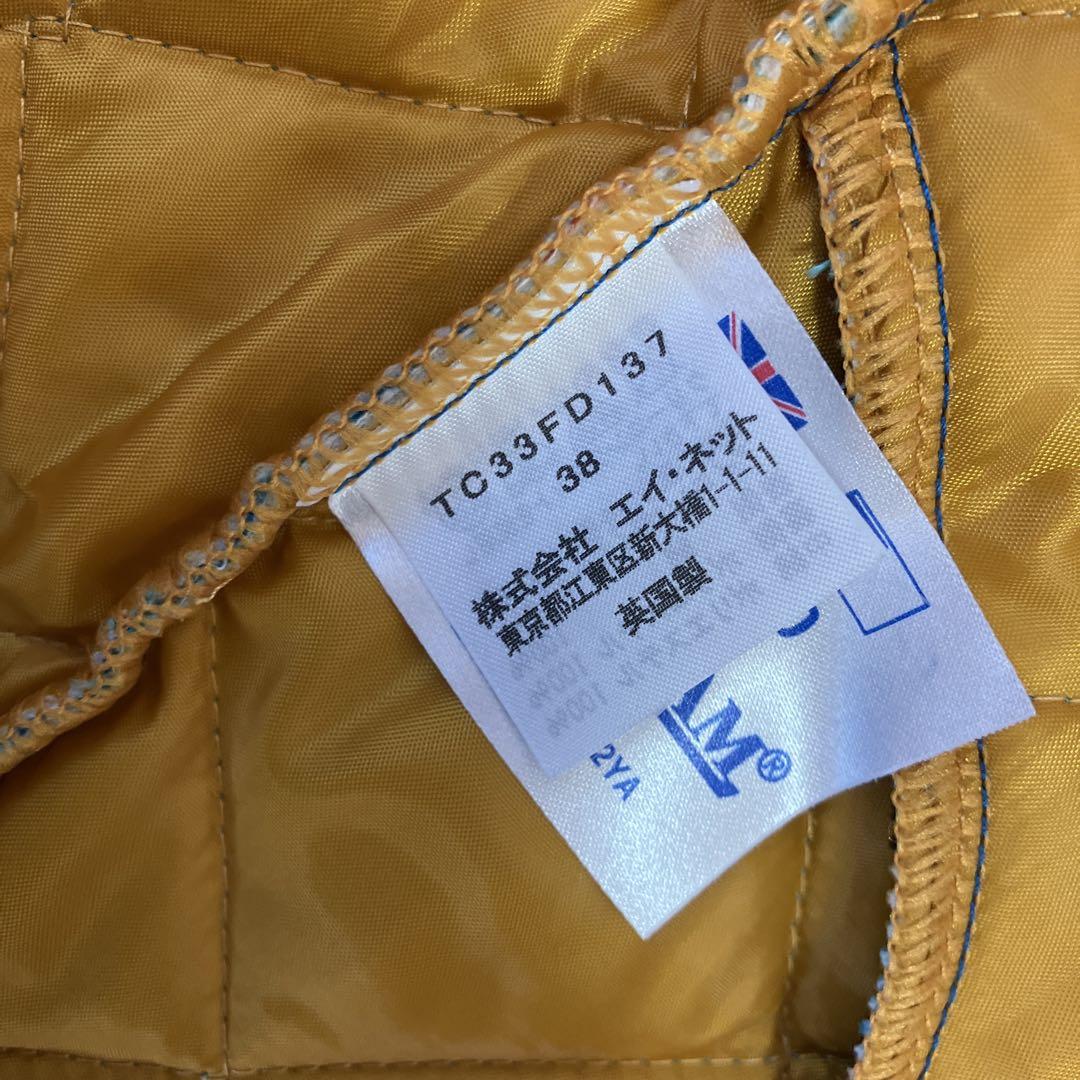 TC33FD137
38
株式会社 エイ・ネット
東京都江東区新大橋1-1-11
英国製
AM®
2YA